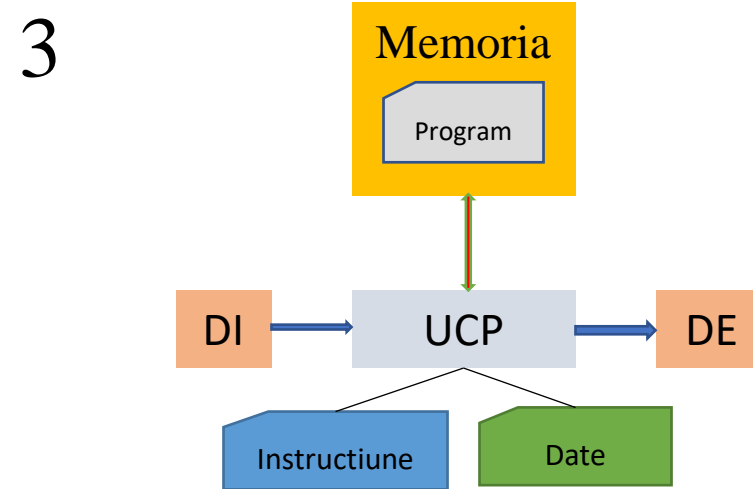 3
Memoria
Program
DI
UCP
DE
Instructiune
Date